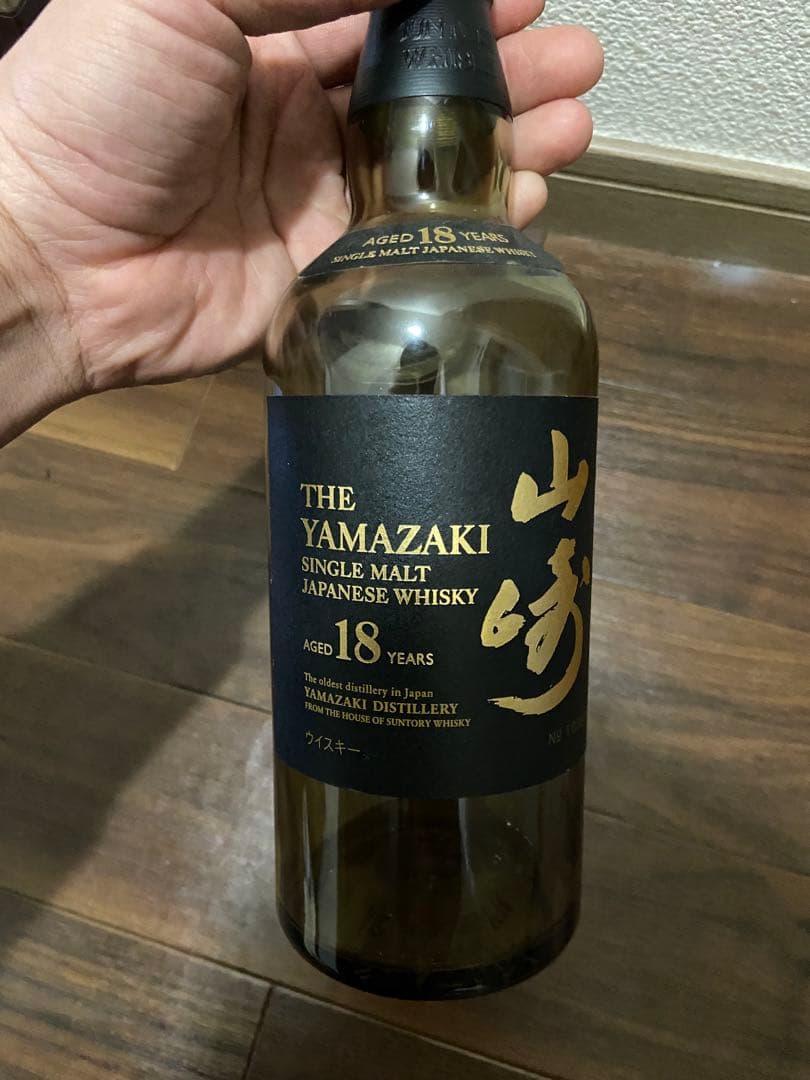 AGED 18 YEARS
SINGLE MALT JAPANESE WHISKY
THE
YAMAZAKI
SINGLE MALT
JAPANESE WHISKY
AGED 18 YEARS
The oldest distillery in Japan
YAMAZAKI DISTILLERY
FROM THE HOUSE OF SUNTORY WHISKY
ウイスキー
山崎